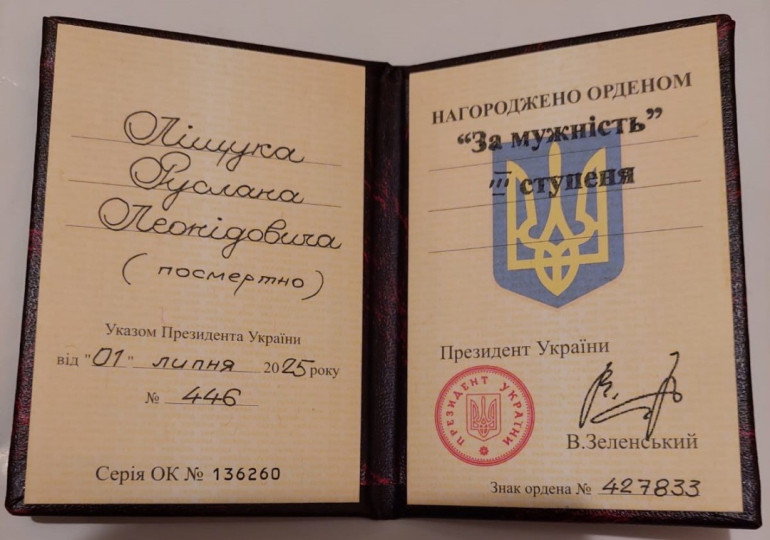 Ліщука
Руслана
Леонідовича
(посмертно)
Указом Президента України
від "01" липня 2025 року
№ 446
Серія ОК № 136260
НАГОРОДЖЕНО ОРДЕНОМ
“За мужність”
III ступеня
Президент України
ПРЕЗИДЕНТ УКРАЇНИ
В.Зеленський
Знак ордена № 427833